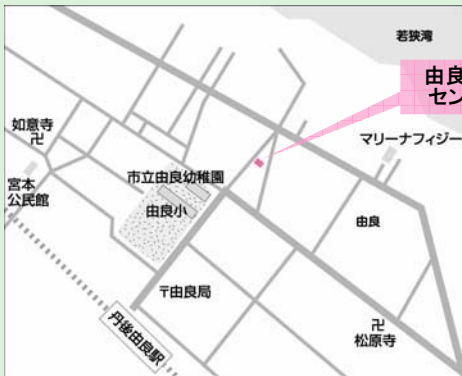 若狭湾
由良
セン
マリーナフィジー
如意寺
卍
宮本
公民館
市立由良幼稚園
由良小
由良
〒由良局
丹後由良駅
卍
松原寺